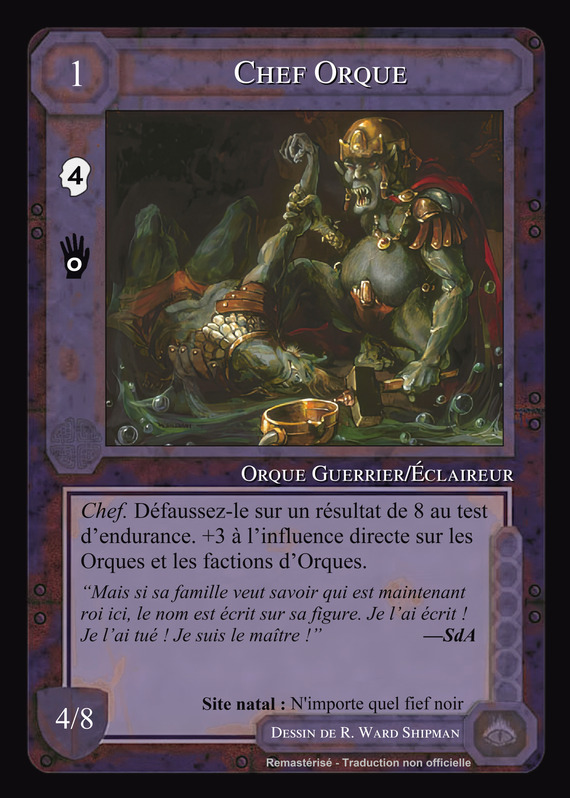 1
Chef Orque
4
0
Orque Guerrier/Éclaireur
Chef. Défaussez-le sur un résultat de 8 au test
d’endurance. +3 à l’influence directe sur les
Orques et les factions d’Orques.
“Mais si sa famille veut savoir qui est maintenant
roi ici, le nom est écrit sur sa figure. Je l’ai écrit !
Je l’ai tué ! Je suis le maître !” —SdA
Site natal : N'importe quel fief noir
4/8
Dessin de R. Ward Shipman
Remastérisé - Traduction non officielle